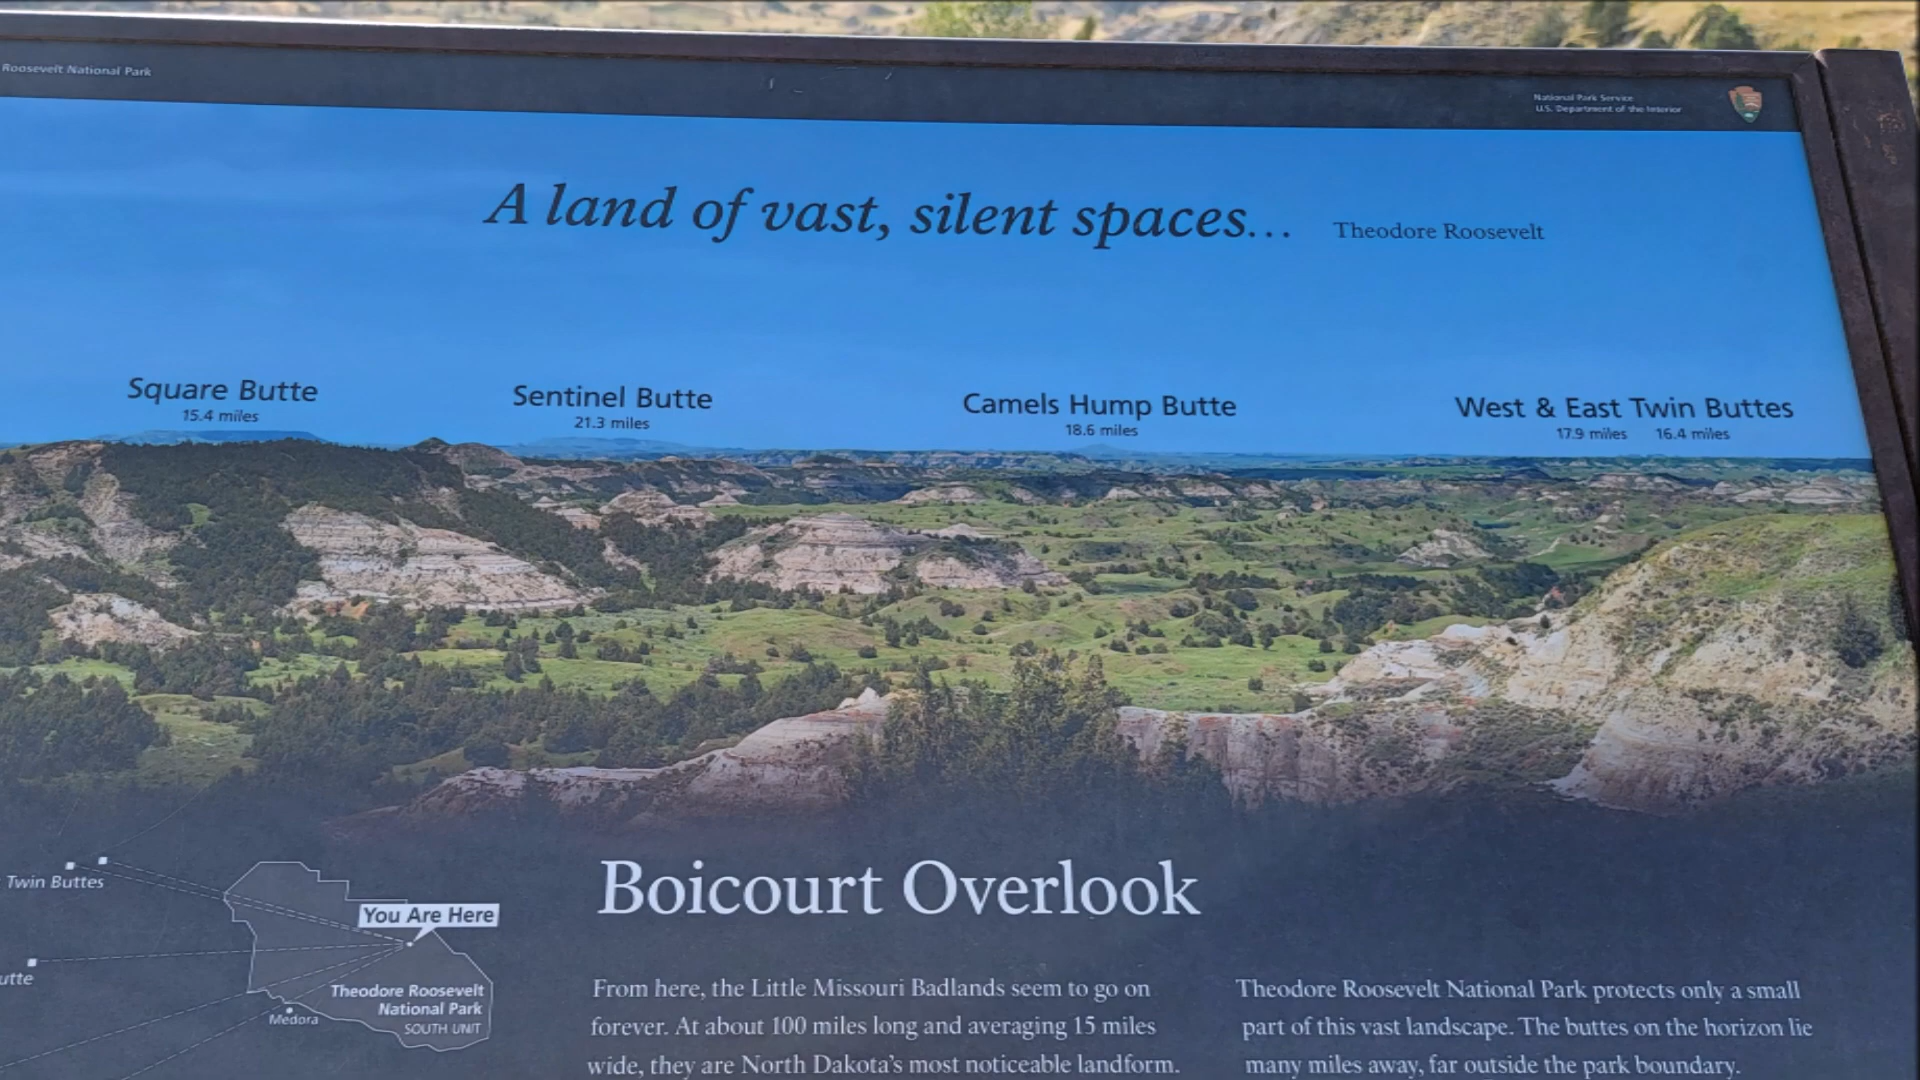 Roosevelt National Park
National Park Service
U.S. Department of the Interior
A land of vast, silent spaces... Theodore Roosevelt
Square Butte
15.4 miles
Sentinel Butte
21.3 miles
Camels Hump Butte
18.6 miles
West & East Twin Buttes
17.9 miles 16.4 miles
Twin Buttes
You Are Here
utte
Theodore Roosevelt
National Park
SOUTH UNIT
Medora
Boicourt Overlook
From here, the Little Missouri Badlands seem to go on
forever. At about 100 miles long and averaging 15 miles
wide, they are North Dakota's most noticeable landform.
Theodore Roosevelt National Park protects only a small
part of this vast landscape. The buttes on the horizon lie
many miles away, far outside the park boundary.